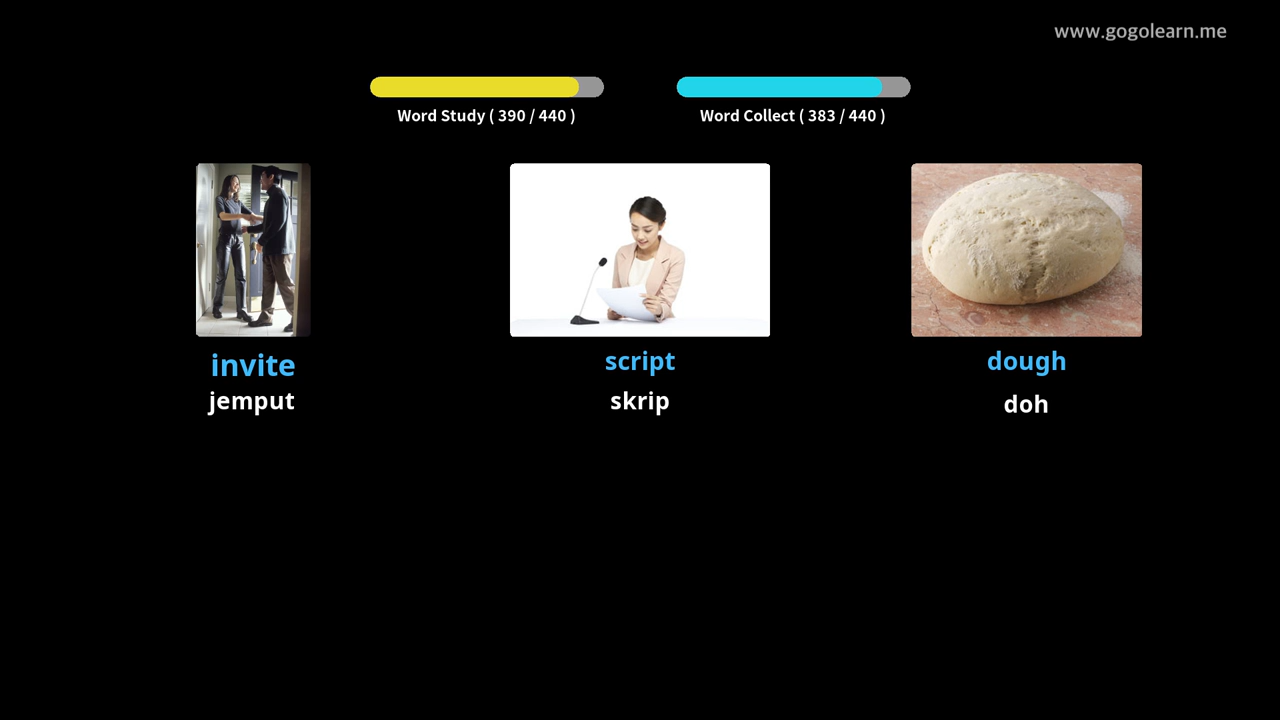 www.gogolearn.me
Word Study ( 390 / 440 )
Word Collect ( 383 / 440 )
invite
jemput
script
skrip
dough
doh